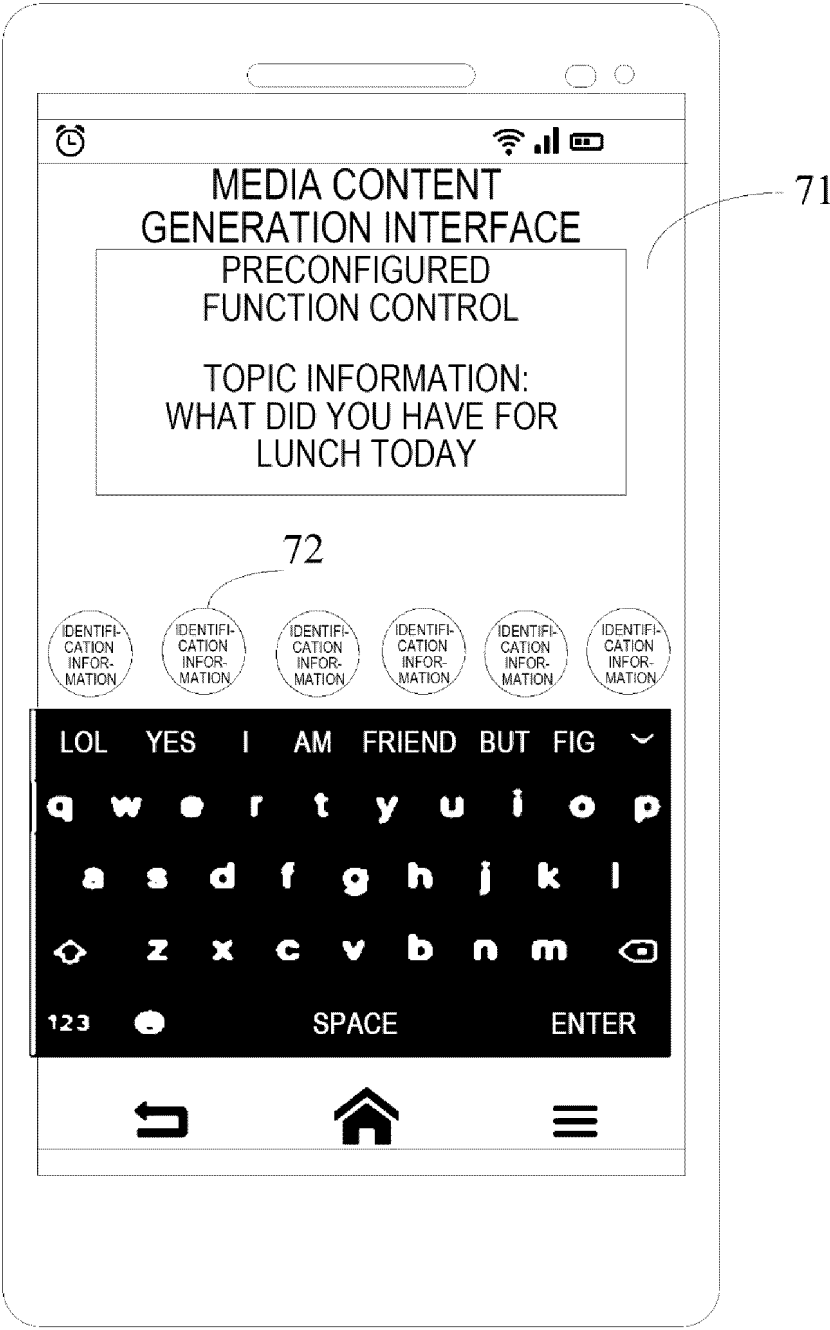 MEDIA CONTENT
GENERATION INTERFACE
71
PRECONFIGURED
FUNCTION CONTROL
TOPIC INFORMATION:
WHAT DID YOU HAVE FOR
LUNCH TODAY
72
IDENTIFI-
CATION
INFOR-
MATION
IDENTIFI-
CATION
INFOR-
MATION
IDENTIFI-
CATION
INFOR-
MATION
IDENTIFI-
CATION
INFOR-
MATION
IDENTIFI-
CATION
INFOR-
MATION
IDENTIFI-
CATION
INFOR-
MATION
LOL YES I AM FRIEND BUT FIG
q w e r t y u i o p
a s d f g h j k l
z x c v b n m
123 SPACE ENTER